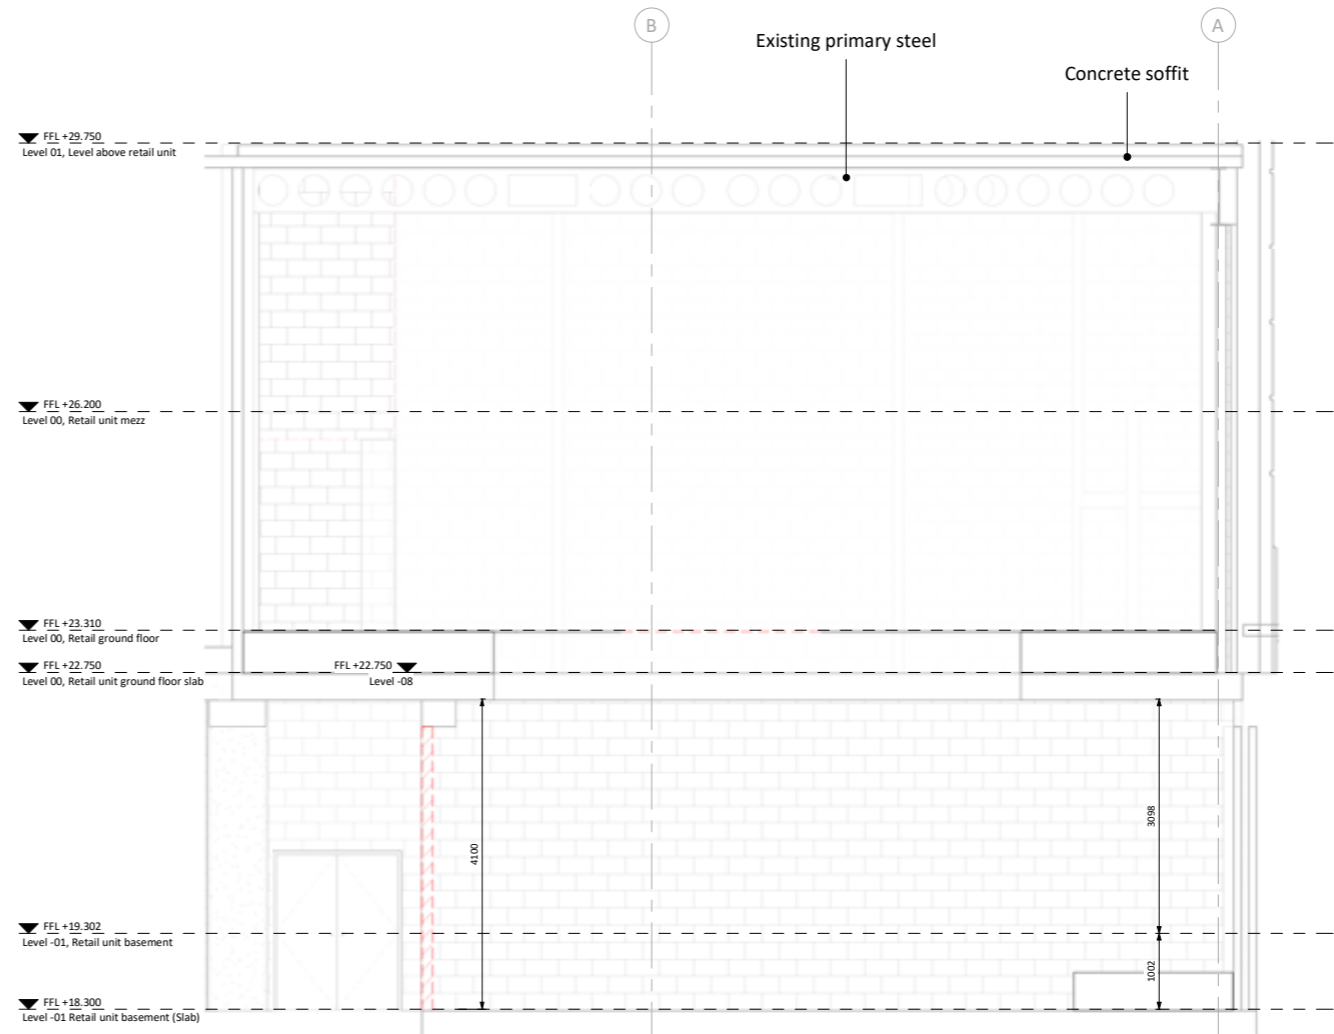 B
A
Existing primary steel
Concrete soffit
FFL +29.750
Level 01, Level above retail unit
FFL +26.200
Level 00, Retail unit mezz
FFL +23.310
Level 00, Retail ground floor
FFL +22.750
Level 00, Retail unit ground floor slab
FFL +22.750
Level -08
4100
3098
FFL +19.302
Level -01, Retail unit basement
1002
FFL +18.300
Level -01 Retail unit basement (Slab)